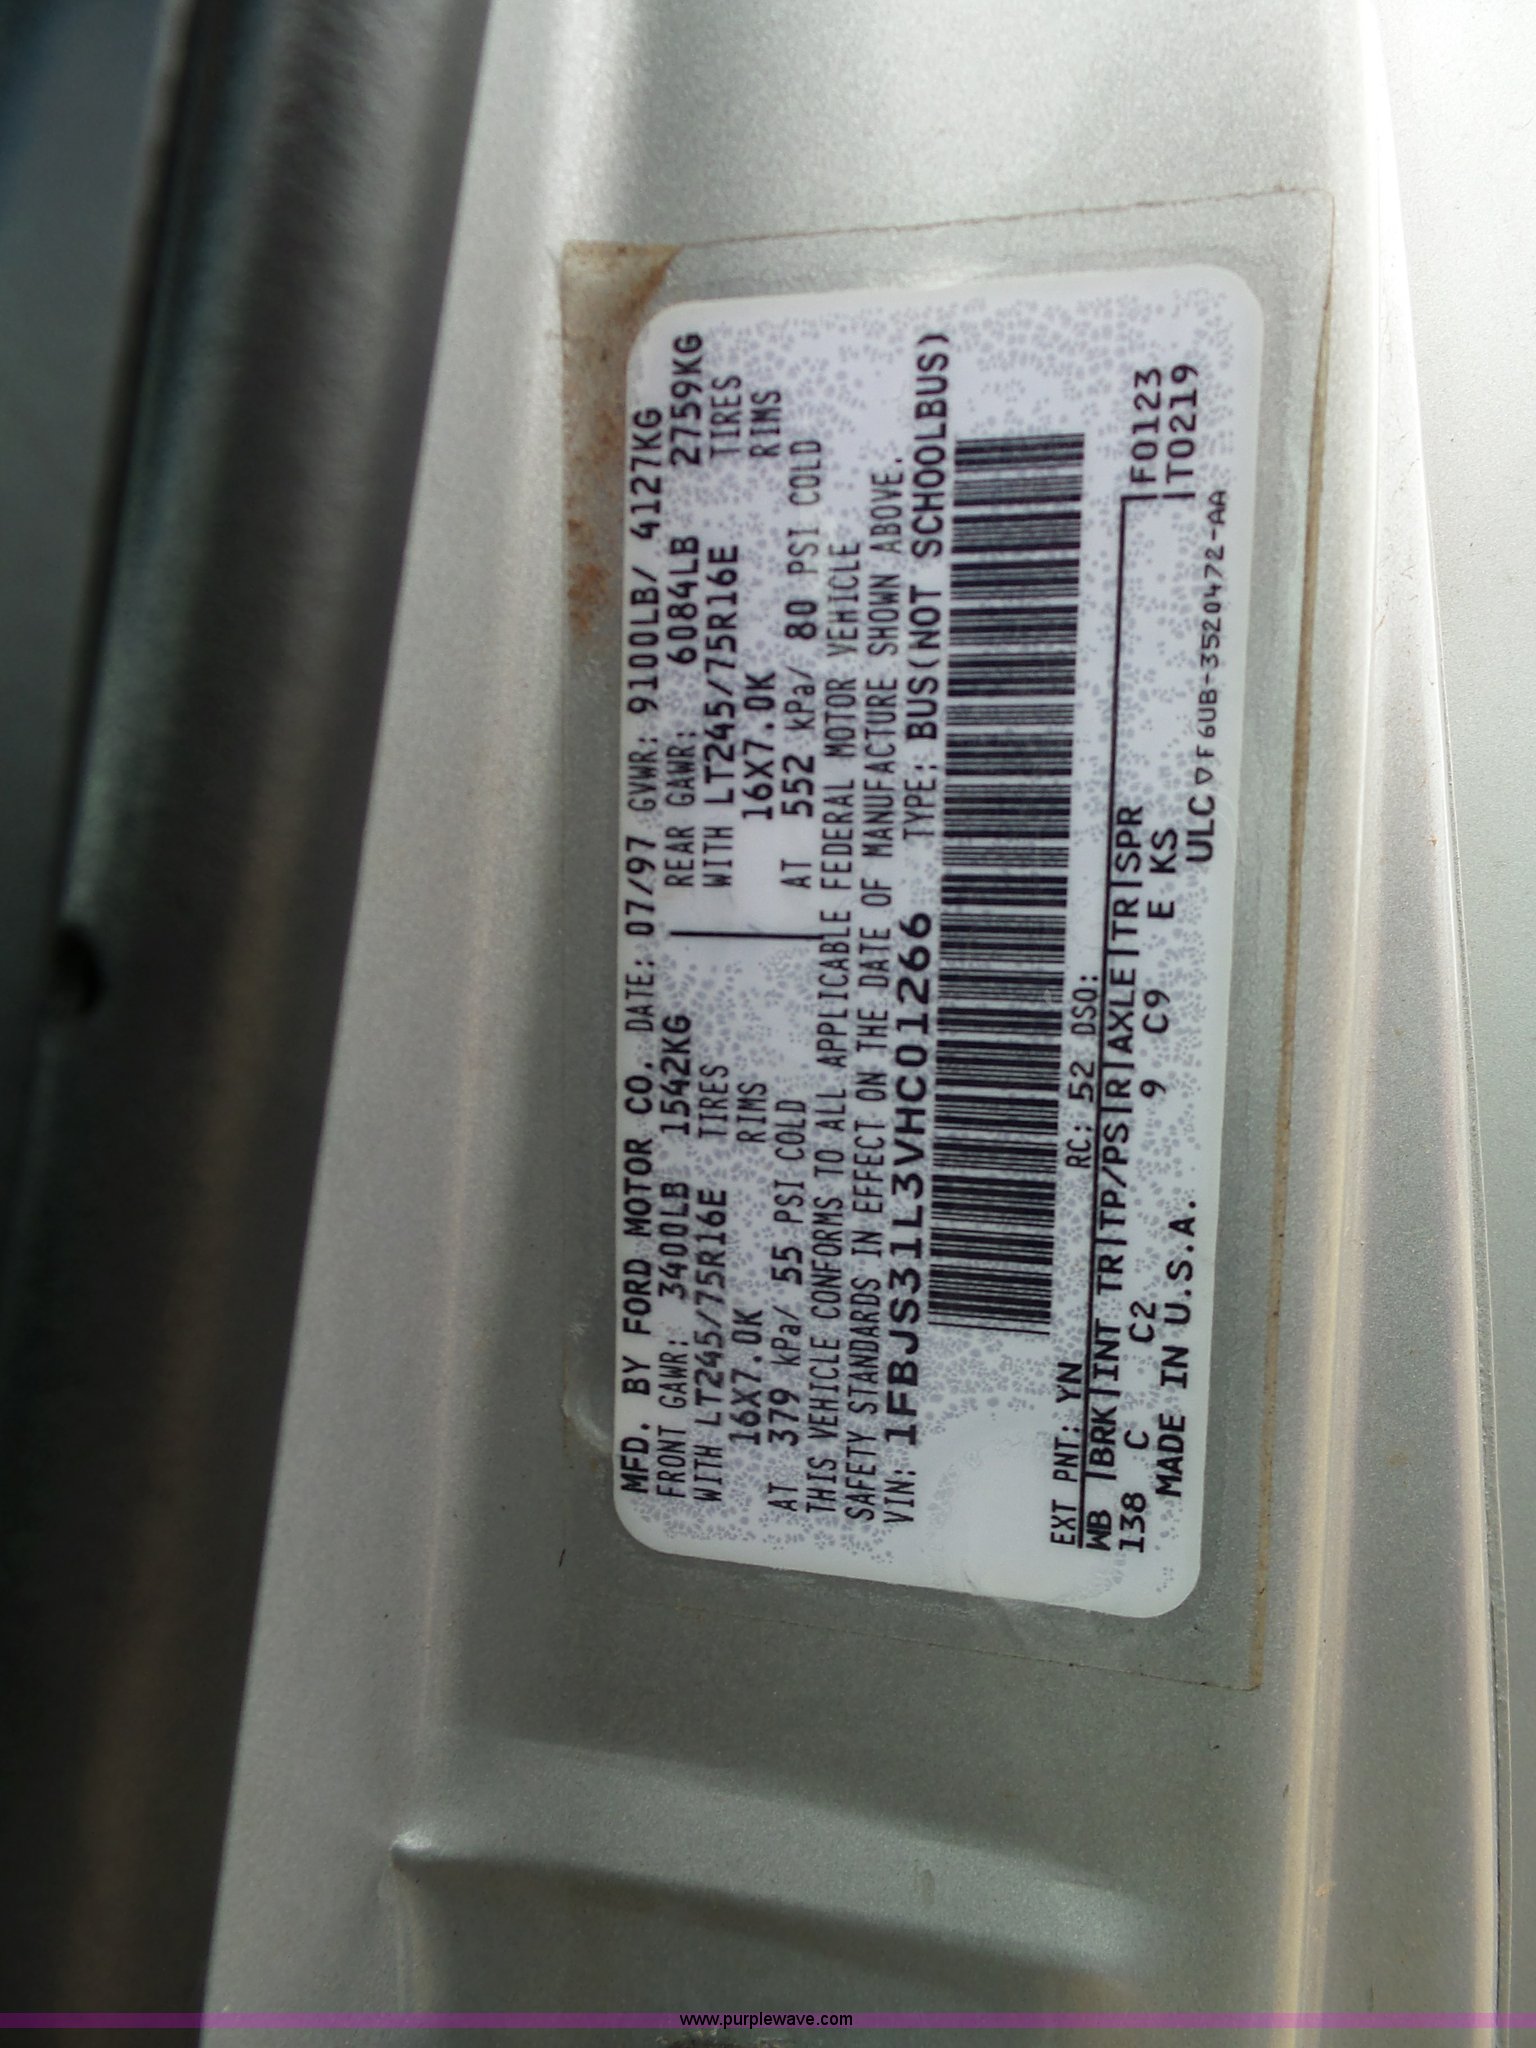 MFD. BY FORD MOTOR CO. DATE: 07/97 GVWR: 9100LB/ 4127KG
FRONT GAWR: 3400LB 1542KG REAR GAWR: 6084LB 2759KG
WITH LT245/75R16E TIRES WITH LT245/75R16E TIRES
16X7.0K RIMS 16X7.0K RIMS
AT 379 kPa/ 55 PSI COLD AT 552 kPa/ 80 PSI COLD
THIS VEHICLE CONFORMS TO ALL APPLICABLE FEDERAL MOTOR VEHICLE
SAFETY STANDARDS IN EFFECT ON THE DATE OF MANUFACTURE SHOWN ABOVE.
VIN: 1FBJS31L3VHC01266 TYPE: BUS(NOT SCHOOLBUS)
EXT PNT: YN RC: 52 DSO:
WB |BRK|INT TR|TP/PS|R|AXLE|TR|SPR |F0123
138 C C2 9 C9 E KS |T0219
MADE IN U.S.A. ULC▽F6UB-3520472-AA
www.purplewave.com